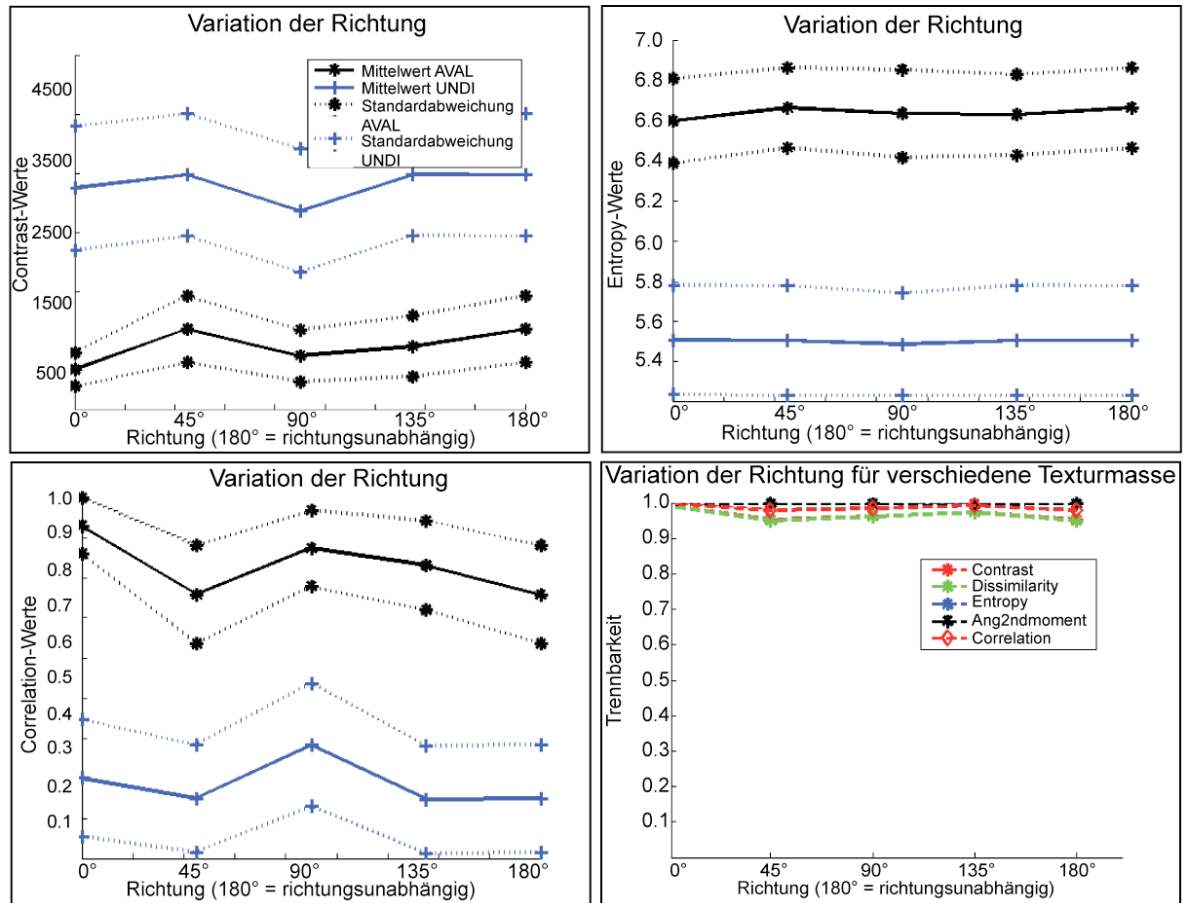 Variation der Richtung
4500
3500
2500
1500
500
Contrast-Werte
Mittelwert AVAL
Mittelwert UNDI
Standardabweichung
AVAL
Standardabweichung
UNDI
0° 45° 90° 135° 180°
Richtung (180° = richtungsunabhängig)
Variation der Richtung
7.0
6.8
6.6
6.4
6.2
6.0
5.8
5.6
5.4
Entropy-Werte
0° 45° 90° 135° 180°
Richtung (180° = richtungsunabhängig)
Variation der Richtung
1.0
0.9
0.8
0.7
0.6
0.5
0.4
0.3
0.2
0.1
Correlation-Werte
0° 45° 90° 135° 180°
Richtung (180° = richtungsunabhängig)
Variation der Richtung für verschiedene Texturmasse
1.0
0.9
0.8
0.7
0.6
0.5
0.4
0.3
0.2
0.1
Trennbarkeit
Contrast
Dissimilarity
Entropy
Ang2ndmoment
Correlation
0° 45° 90° 135° 180°
Richtung (180° = richtungsunabhängig)